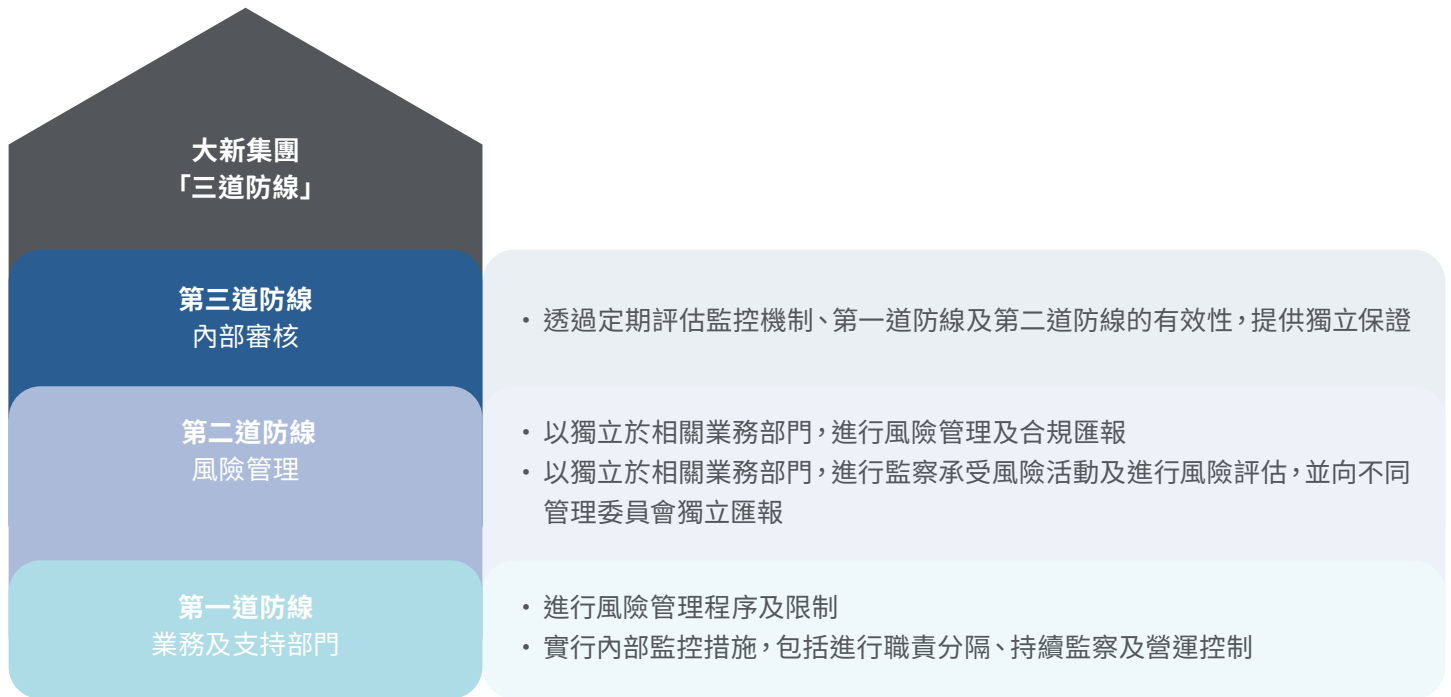 大新集團
「三道防線」
第三道防線
內部審核
• 透過定期評估監控機制、第一道防線及第二道防線的有效性，提供獨立保證
第二道防線
風險管理
• 以獨立於相關業務部門，進行風險管理及合規匯報
• 以獨立於相關業務部門，進行監察承受風險活動及進行風險評估，並向不同
管理委員會獨立匯報
第一道防線
業務及支持部門
• 進行風險管理程序及限制
• 實行內部監控措施，包括進行職責分隔、持續監察及營運控制